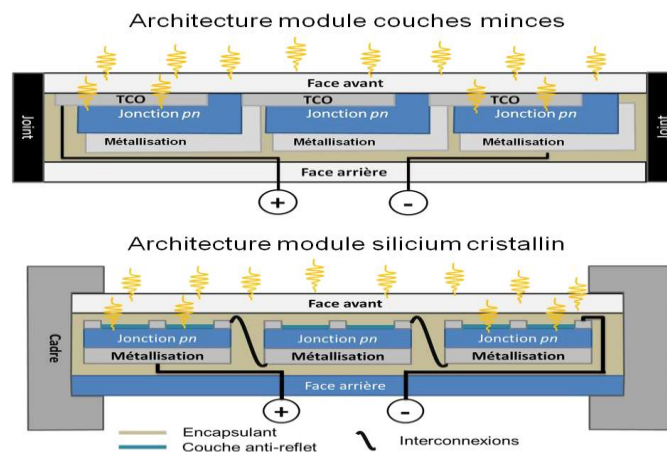 Architecture module couches minces
Face avant
TCO TCO TCO
Joint Jonction pn Jonction pn Jonction pn Joint
Métallisation Métallisation Métallisation
Face arrière
+ -
Architecture module silicium cristallin
Face avant
Cadre Jonction pn Jonction pn Jonction pn Cadre
Métallisation Métallisation Métallisation
Face arrière
+ -
Encapsulant
Couche anti-reflet
Interconnexions